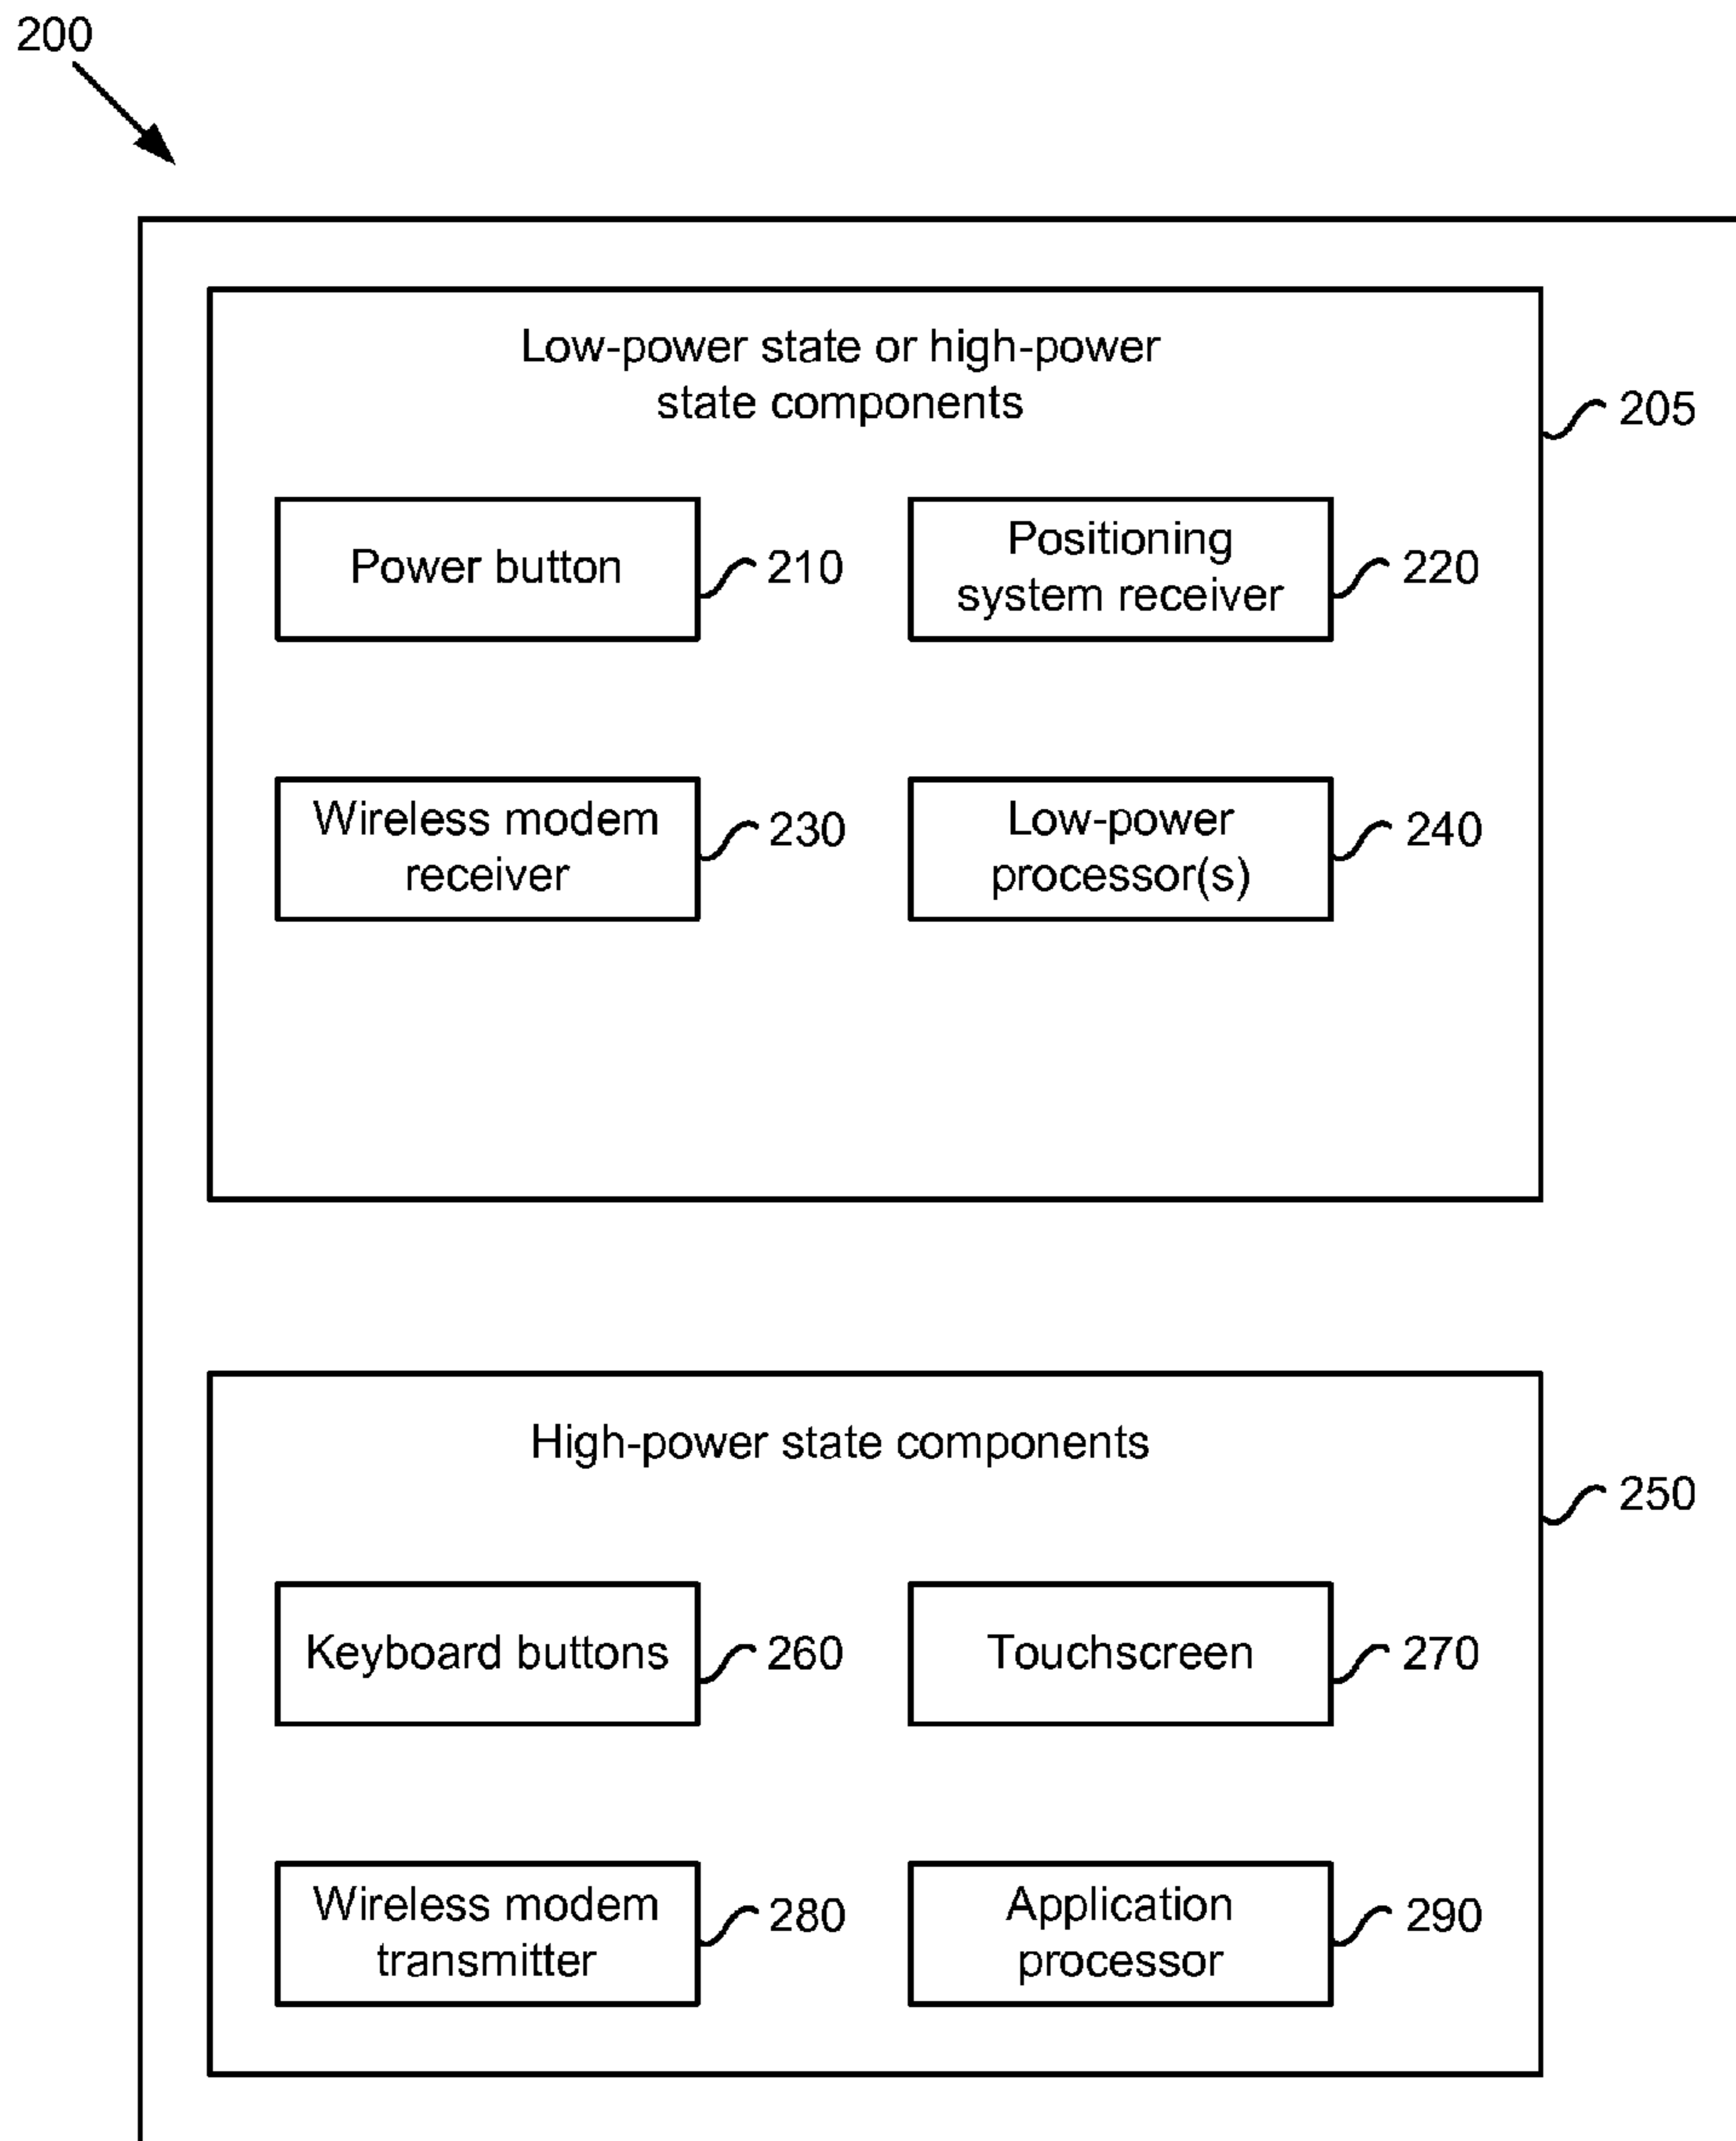 200
Low-power state or high-power
state components
205
Power button
210
Positioning
system receiver
220
Wireless modem
receiver
230
Low-power
processor(s)
240
High-power state components
250
Keyboard buttons
260
Touchscreen
270
Wireless modem
transmitter
280
Application
processor
290